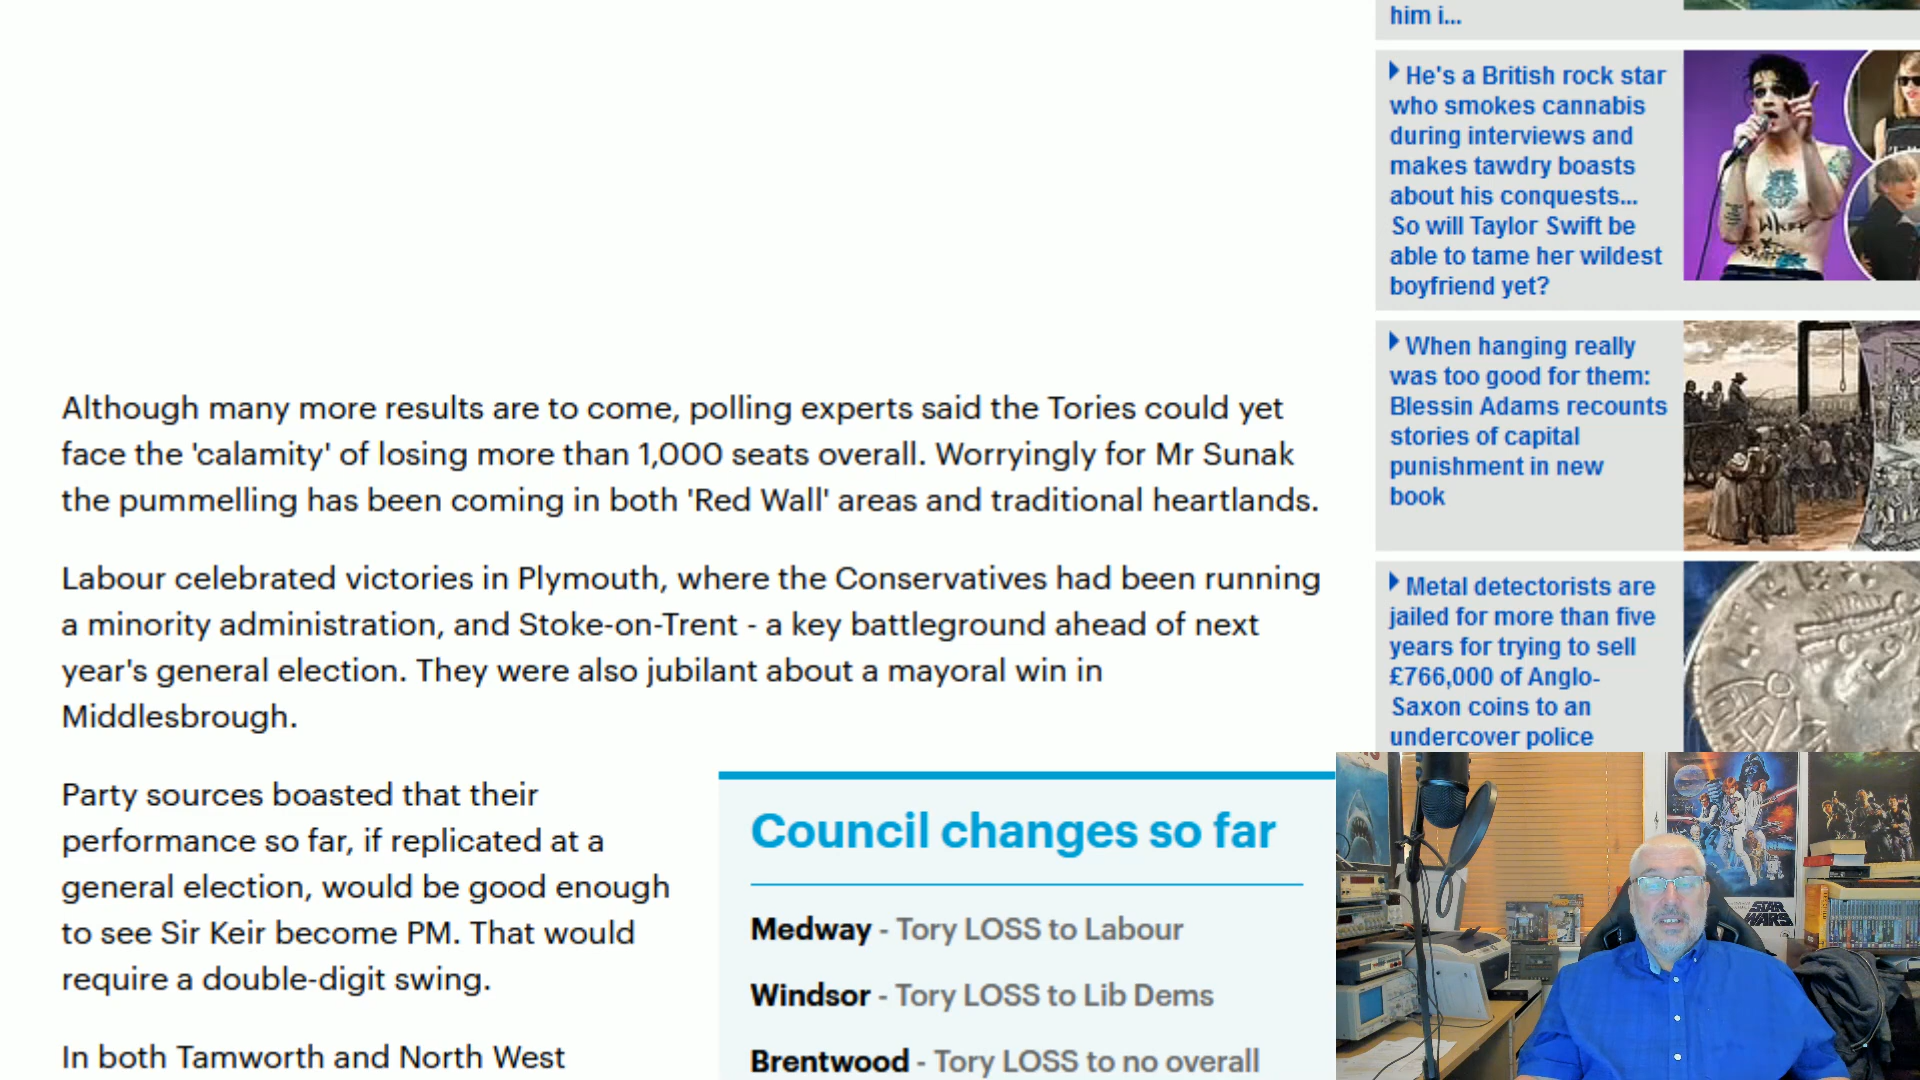 Although many more results are to come, polling experts said the Tories could yet
face the 'calamity' of losing more than 1,000 seats overall. Worryingly for Mr Sunak
the pummelling has been coming in both 'Red Wall' areas and traditional heartlands.
Labour celebrated victories in Plymouth, where the Conservatives had been running
a minority administration, and Stoke-on-Trent - a key battleground ahead of next
year's general election. They were also jubilant about a mayoral win in
Middlesbrough.
Party sources boasted that their
performance so far, if replicated at a
general election, would be good enough
to see Sir Keir become PM. That would
require a double-digit swing.
In both Tamworth and North West
Council changes so far
Medway - Tory LOSS to Labour
Windsor - Tory LOSS to Lib Dems
Brentwood - Tory LOSS to no overall
him i...
He's a British rock star
who smokes cannabis
during interviews and
makes tawdry boasts
about his conquests...
So will Taylor Swift be
able to tame her wildest
boyfriend yet?
When hanging really
was too good for them:
Blessin Adams recounts
stories of capital
punishment in new
book
Metal detectorists are
jailed for more than five
years for trying to sell
£766,000 of Anglo-
Saxon coins to an
undercover police
STAR
WARS